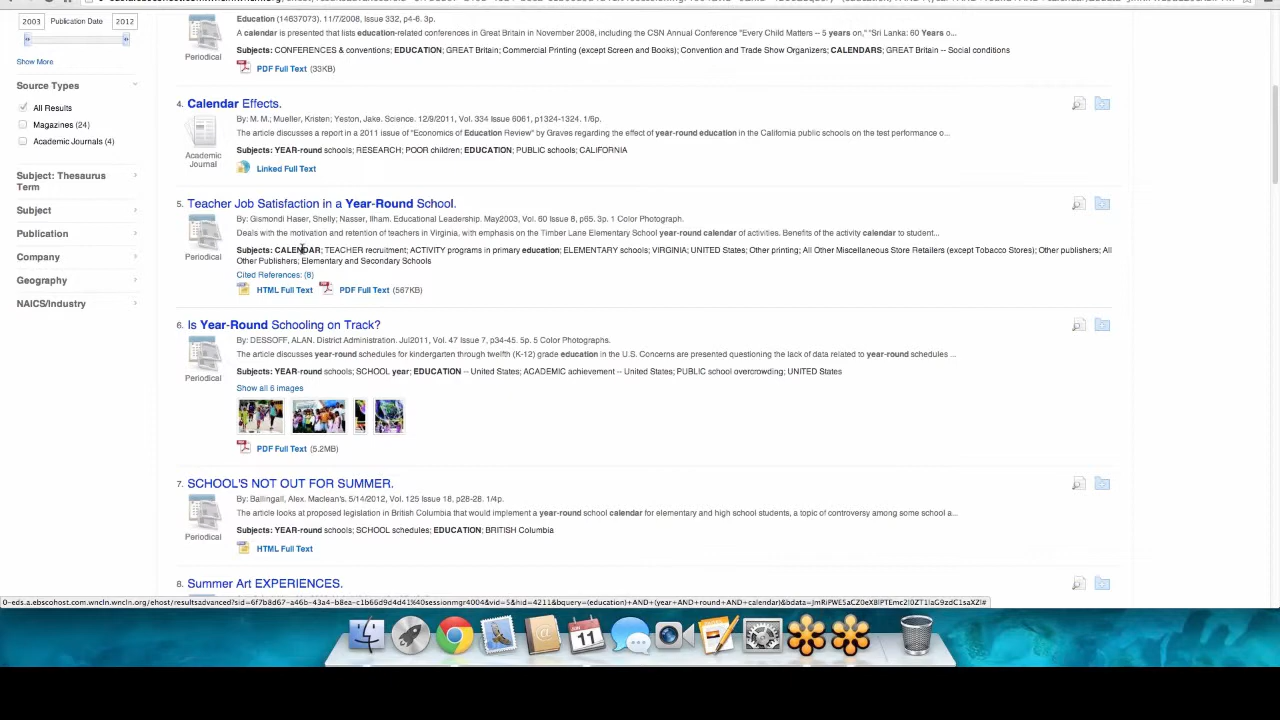 2003 Publication Date 2012
Show More
Source Types
All Results
Magazines (24)
Academic Journals (4)
Subject: Thesaurus
Term
Subject
Publication
Company
Geography
NAICS/Industry
Education (14637073). 11/7/2008, Issue 332, p4-6. 3p.
A calendar is presented that lists education-related conferences in Great Britain in November 2008, including the CSN Annual Conference "Every Child Matters -- 5 years on," "Sri Lanka: 60 Years o...
Periodical
Subjects: CONFERENCES & conventions; EDUCATION; GREAT Britain; Commercial Printing (except Screen and Books); Convention and Trade Show Organizers; CALENDARS; GREAT Britain -- Social conditions
PDF Full Text (33KB)
4. Calendar Effects.
By: M. M.; Mueller, Kristen; Yeston, Jake. Science. 12/9/2011, Vol. 334 Issue 6061, p1324-1324. 1/6p.
The article discusses a report in a 2011 issue of "Economics of Education Review" by Graves regarding the effect of year-round education in the California public schools on the test performance o...
Academic
Journal
Subjects: YEAR-round schools; RESEARCH; POOR children; EDUCATION; PUBLIC schools; CALIFORNIA
Linked Full Text
5. Teacher Job Satisfaction in a Year-Round School.
By: Gismondi Haser, Shelly; Nasser, Ilham. Educational Leadership. May2003, Vol. 60 Issue 8, p65. 3p. 1 Color Photograph.
Deals with the motivation and retention of teachers in Virginia, with emphasis on the Timber Lane Elementary School year-round calendar of activities. Benefits of the activity calendar to student...
Periodical
Subjects: CALENDAR; TEACHER recruitment; ACTIVITY programs in primary education; ELEMENTARY schools; VIRGINIA; UNITED States; Other printing; All Other Miscellaneous Store Retailers (except Tobacco Stores); Other publishers; All
Other Publishers; Elementary and Secondary Schools
Cited References: (8)
HTML Full Text PDF Full Text (567KB)
6. Is Year-Round Schooling on Track?
By: DESSOFF, ALAN. District Administration. Jul2011, Vol. 47 Issue 7, p34-45. 5p. 5 Color Photographs.
The article discusses year-round schedules for kindergarten through twelfth (K-12) grade education in the U.S. Concerns are presented questioning the lack of data related to year-round schedules ...
Periodical
Subjects: YEAR-round schools; SCHOOL year; EDUCATION -- United States; ACADEMIC achievement -- United States; PUBLIC school overcrowding; UNITED States
Show all 6 images
PDF Full Text (5.2MB)
7. SCHOOL'S NOT OUT FOR SUMMER.
By: Ballingall, Alex. Maclean's. 5/14/2012, Vol. 125 Issue 18, p28-28. 1/4p.
The article looks at proposed legislation in British Columbia that would implement a year-round school calendar for elementary and high school students, a topic of controversy among some school a...
Periodical
Subjects: YEAR-round schools; SCHOOL schedules; EDUCATION; BRITISH Columbia
HTML Full Text
8. Summer Art EXPERIENCES.
JUN
11